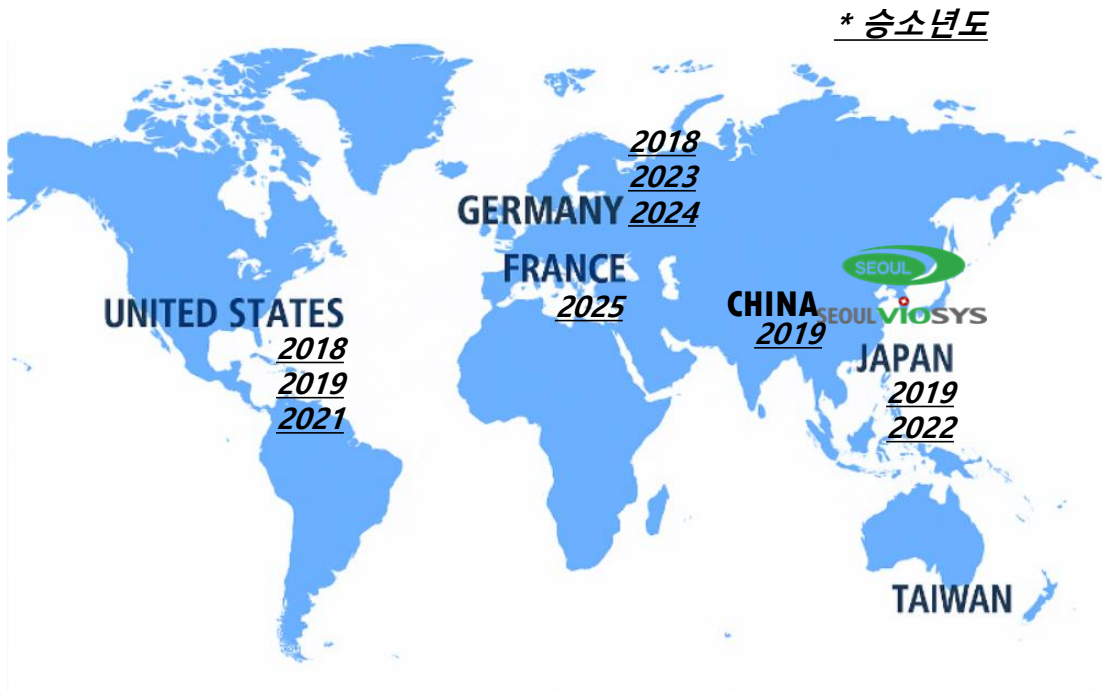 * 승소년도
2018
2023
GERMANY 2024
FRANCE
2025
SEOUL
CHINA
SEOUL VIOSYS
2019
UNITED STATES
2018
2019
2021
JAPAN
2019
2022
TAIWAN